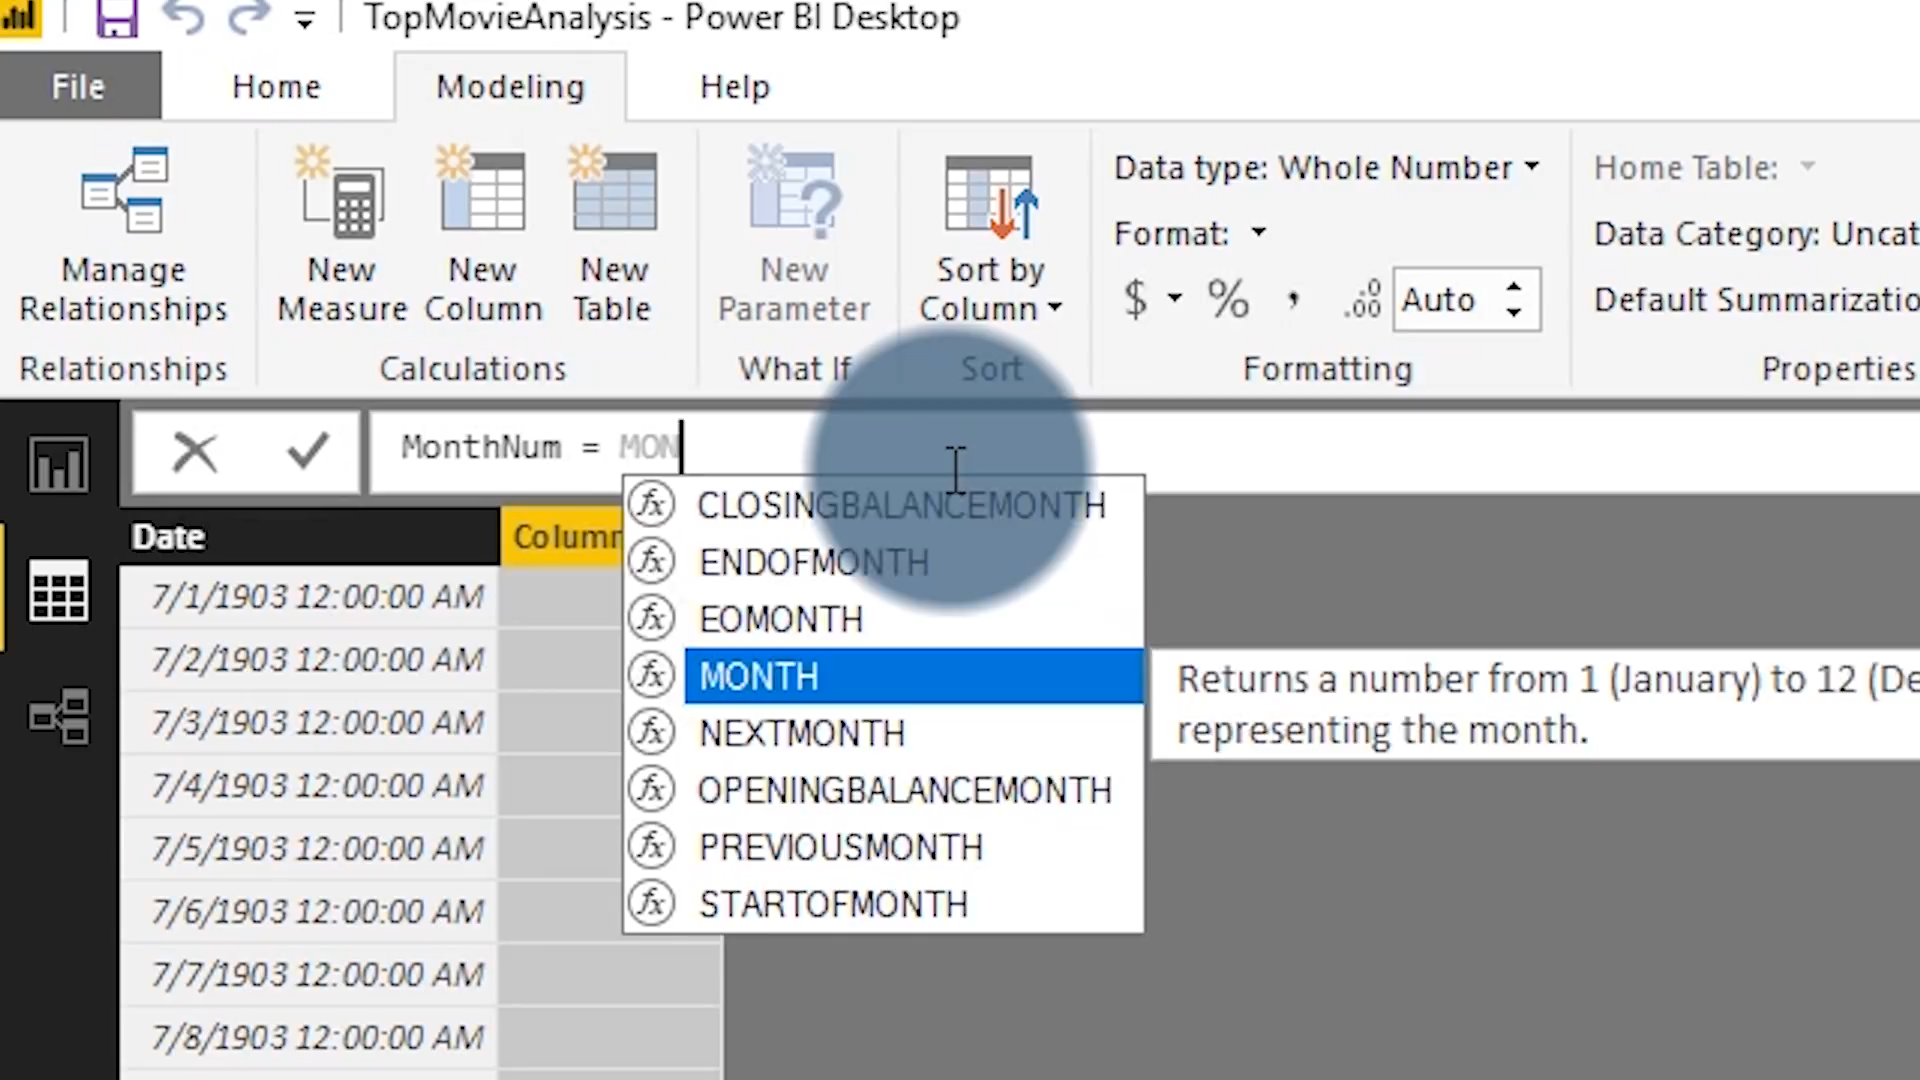 TopMovieAnalysis - Power BI Desktop
File Home Modeling Help
Manage Relationships
New Measure
New Column
New Table
New Parameter
Sort by Column
Data type: Whole Number
Format:
$ % , .00 Auto
Home Table:
Data Category: Uncat
Default Summarizatio
Relationships Calculations What If Sort Formatting Properties
MonthNum = MON
Date Column
CLOSINGBALANCEMONTH
ENDOFMONTH
EOMONTH
MONTH
NEXTMONTH
OPENINGBALANCEMONTH
PREVIOUSMONTH
STARTOFMONTH
Returns a number from 1 (January) to 12 (De
representing the month.
7/1/1903 12:00:00 AM
7/2/1903 12:00:00 AM
7/3/1903 12:00:00 AM
7/4/1903 12:00:00 AM
7/5/1903 12:00:00 AM
7/6/1903 12:00:00 AM
7/7/1903 12:00:00 AM
7/8/1903 12:00:00 AM